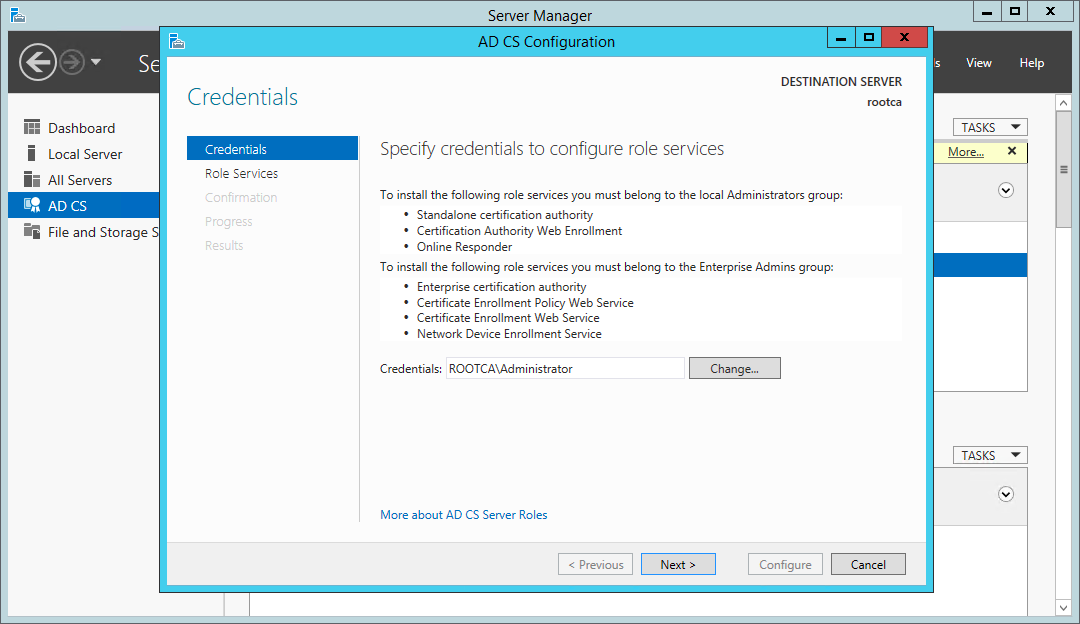 Server Manager
AD CS Configuration
View
Help
Dashboard
Local Server
All Servers
AD CS
File and Storage S
TASKS
More...
TASKS
Credentials
DESTINATION SERVER
rootca
Credentials
Role Services
Confirmation
Progress
Results
Specify credentials to configure role services
To install the following role services you must belong to the local Administrators group:
• Standalone certification authority
• Certification Authority Web Enrollment
• Online Responder
To install the following role services you must belong to the Enterprise Admins group:
• Enterprise certification authority
• Certificate Enrollment Policy Web Service
• Certificate Enrollment Web Service
• Network Device Enrollment Service
Credentials: ROOTCA\Administrator Change...
More about AD CS Server Roles
< Previous Next > Configure Cancel